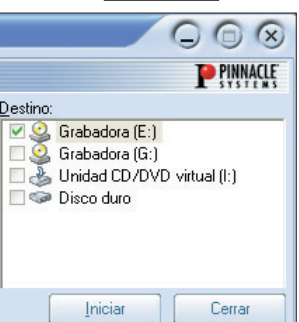 PINNACLE
SYSTEMS
Destino:
Grabadora (E:)
Grabadora (G:)
Unidad CD/DVD virtual (I:)
Disco duro
Iniciar
Cerrar